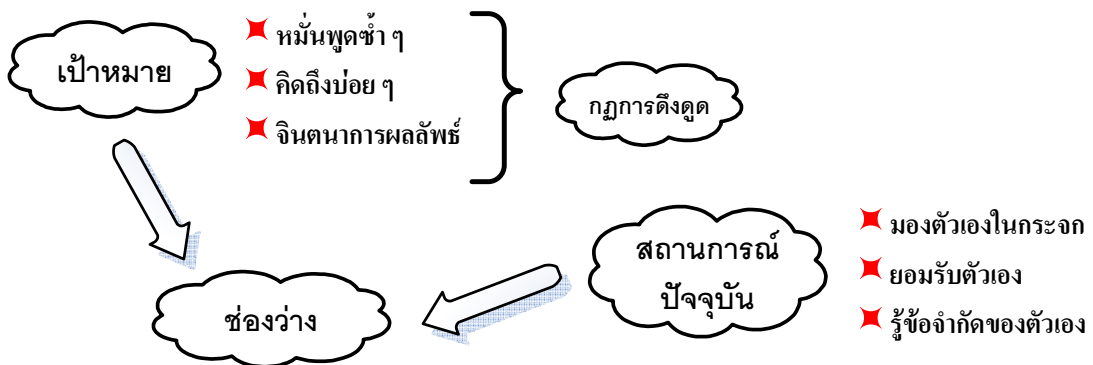 เป้าหมาย
หมั่นพูดซ้ำ ๆ
คิดถึงบ่อย ๆ
จินตนาการผลลัพธ์
กฏการดึงดูด
สถานการณ์
ปัจจุบัน
มองตัวเองในกระจก
ยอมรับตัวเอง
รู้ข้อจำกัดของตัวเอง
ช่องว่าง